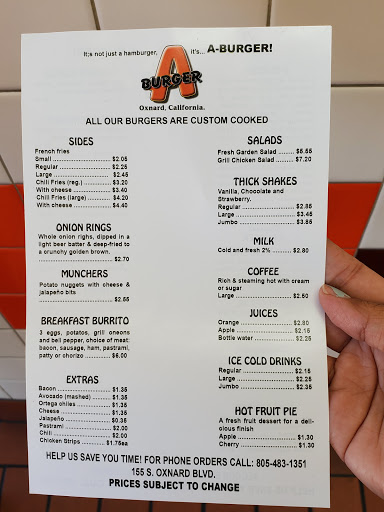 It;s not just a hamburger, it's... A-BURGER!
A
BURGER
Oxnard, California.
ALL OUR BURGERS ARE CUSTOM COOKED
SIDES
French fries
Small ........ $2.05
Regular ........ $2.25
Large ........ $2.45
Chili Fries (reg.) ........ $3.20
With cheese ........ $3.40
Chili Fries (large) ........ $4.20
With cheese ........ $4.40
ONION RINGS
Whole onion righs, dipped in a
light beer batter & deep-fried to
a crunchy golden brown.
........ $2.70
MUNCHERS
Potato nuggets with cheese &
jalapeño bits
........ $2.55
BREAKFAST BURRITO
3 eggs, potatos, grill oneons
and bell pepper, choice of meat:
bacon, sausage, ham, pastrami,
patty or chorizo ........ $6.00
EXTRAS
Bacon ........ $1.35
Avocado (mashed) ........ $1.35
Ortega chiles ........ $1.35
Cheese ........ $1.35
Jalapeño ........ $0.35
Pastrami ........ $2.00
Chili ........ $2.00
Chicken Strips ........ $1.75ea
SALADS
Fresh Garden Salad ........ $5.55
Grill Chicken Salad ........ $7.20
THICK SHAKES
Vanilla, Chocolate and
Strawberry.
Regular ........ $2.85
Large ........ $3.45
Jumbo ........ $3.85
MILK
Cold and fresh 2% ........ $2.80
COFFEE
Rich & steaming hot with cream
or sugar
Large ........ $2.50
JUICES
Orange ........ $2.80
Apple ........ $2.15
Bottle water ........ $2.25
ICE COLD DRINKS
Regular ........ $2.15
Large ........ $2.25
Jumbo ........ $2.35
HOT FRUIT PIE
A fresh fruit dessert for a deli-
cious finish
Apple ........ $1.30
Cherry ........ $1.30
HELP US SAVE YOU TIME! FOR PHONE ORDERS CALL: 805-483-1351
155 S. OXNARD BLVD.
PRICES SUBJECT TO CHANGE